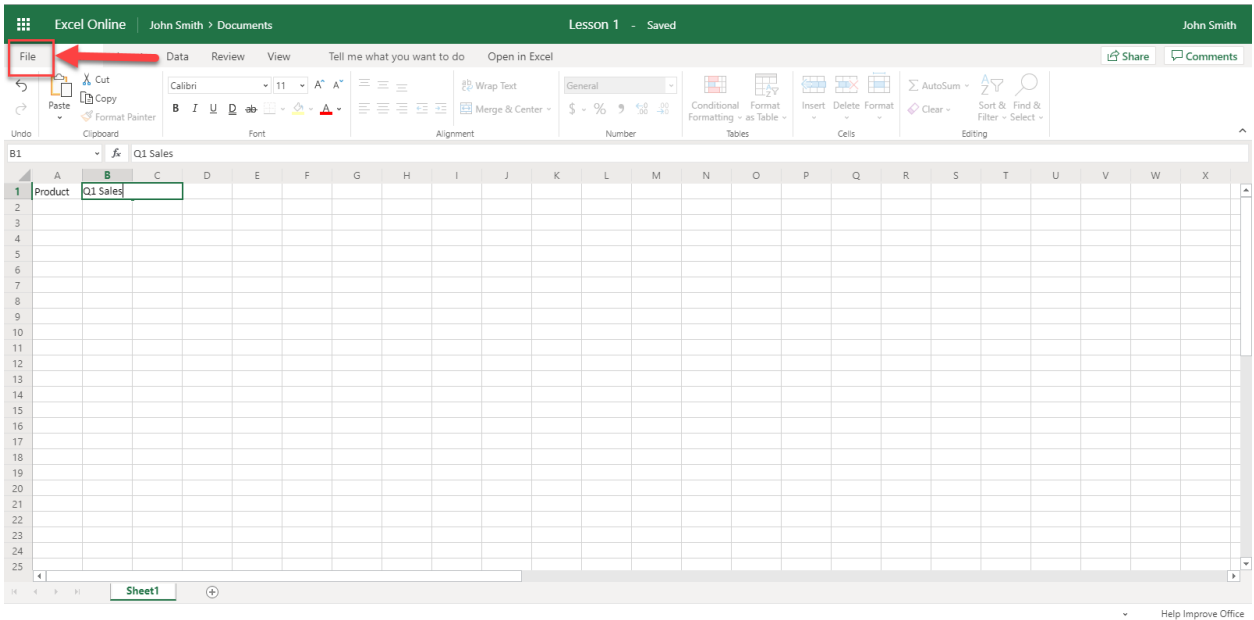 Excel Online John Smith > Documents Lesson 1 - Saved John Smith
File Data Review View Tell me what you want to do Open in Excel Share Comments
Cut Calibri 11 Wrap Text General AutoSum
Paste Copy Conditional Format Insert Delete Format Sort & Find &
Format Painter B I U D ab A Merge & Center $ % Formatting as Table Clear Filter Select
Undo Clipboard Font Alignment Number Tables Cells Editing
B1 fx Q1 Sales
A B C D E F G H I J K L M N O P Q R S T U V W X
1 Product Q1 Sales
2
3
4
5
6
7
8
9
10
11
12
13
14
15
16
17
18
19
20
21
22
23
24
25
Sheet1
Help Improve Office